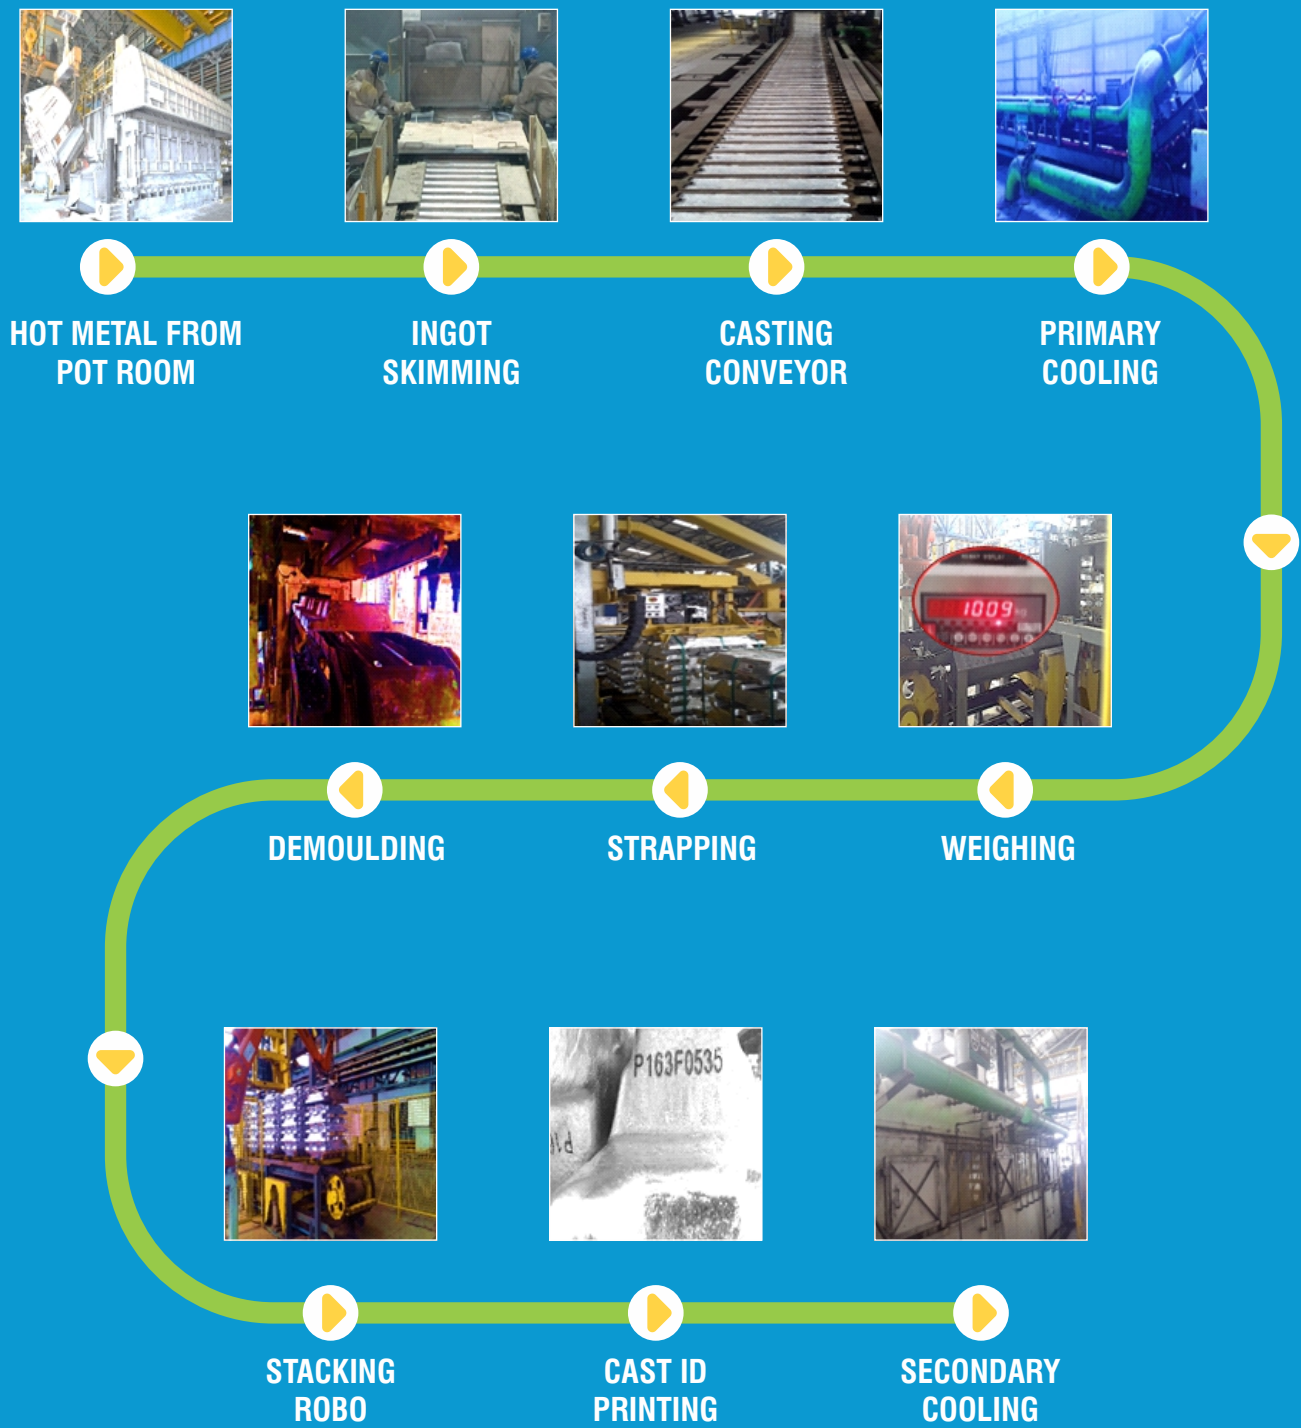 HOT METAL FROM
POT ROOM
INGOT
SKIMMING
CASTING
CONVEYOR
PRIMARY
COOLING
1009
DEMOULDING
STRAPPING
WEIGHING
P163F0535
STACKING
ROBO
CAST ID
PRINTING
SECONDARY
COOLING